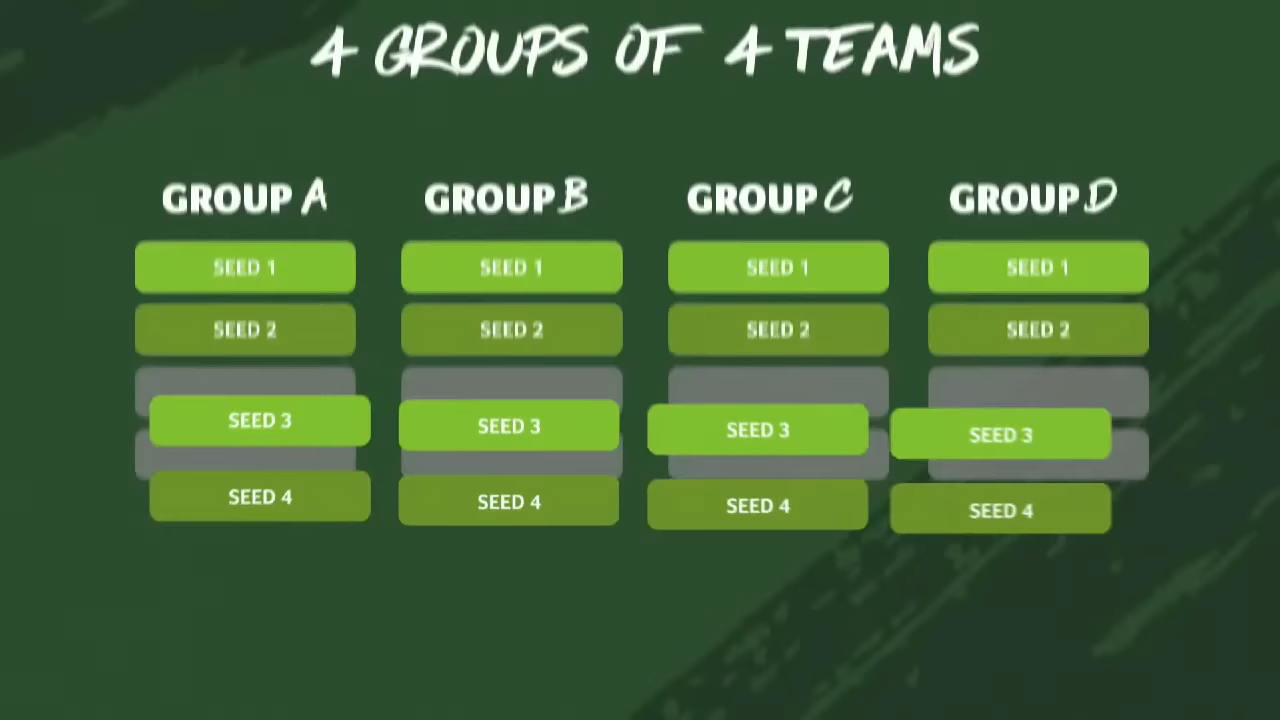 4 GROUPS OF 4 TEAMS
GROUP A GROUP B GROUP C GROUP D
SEED 1 SEED 1 SEED 1 SEED 1
SEED 2 SEED 2 SEED 2 SEED 2
SEED 3 SEED 3 SEED 3 SEED 3
SEED 4 SEED 4 SEED 4 SEED 4